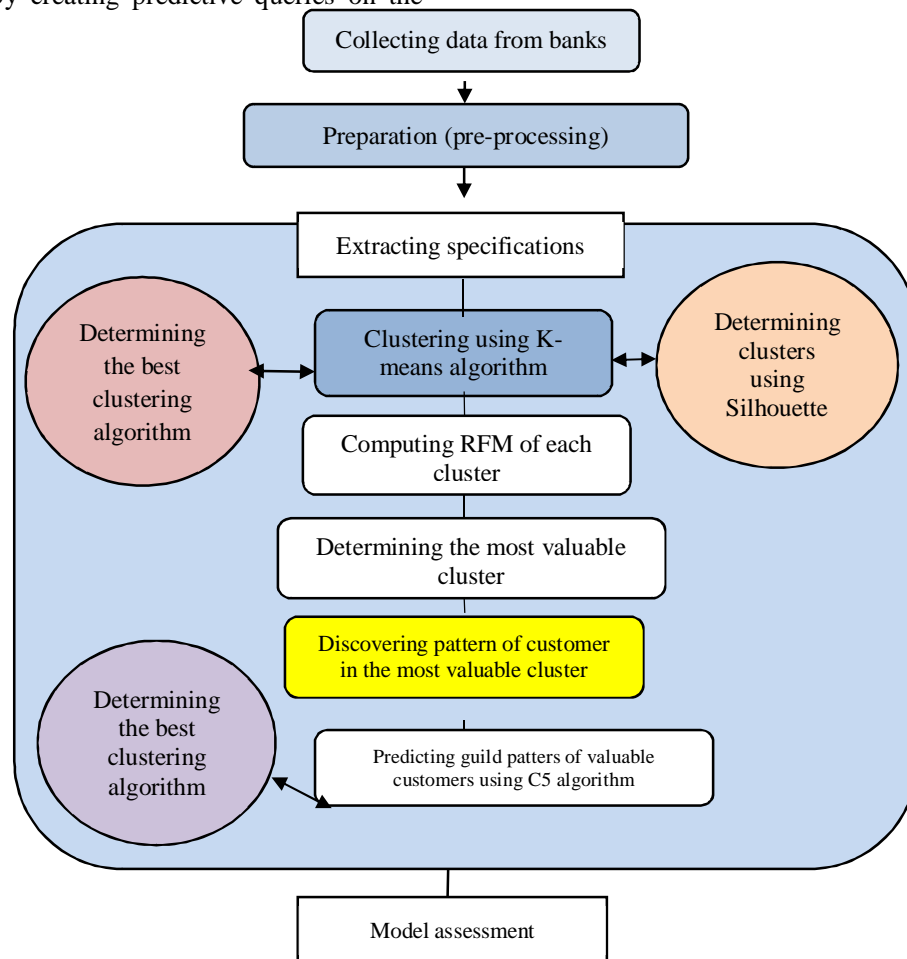 by creating predictive queries on the
Collecting data from banks
Preparation (pre-processing)
Extracting specifications
Determining
the best
clustering
algorithm
Clustering using K-
means algorithm
Determining
clusters
using
Silhouette
Computing RFM of each
cluster
Determining the most valuable
cluster
Discovering pattern of customer
in the most valuable cluster
Determining
the best
clustering
algorithm
Predicting guild patters of valuable
customers using C5 algorithm
Model assessment